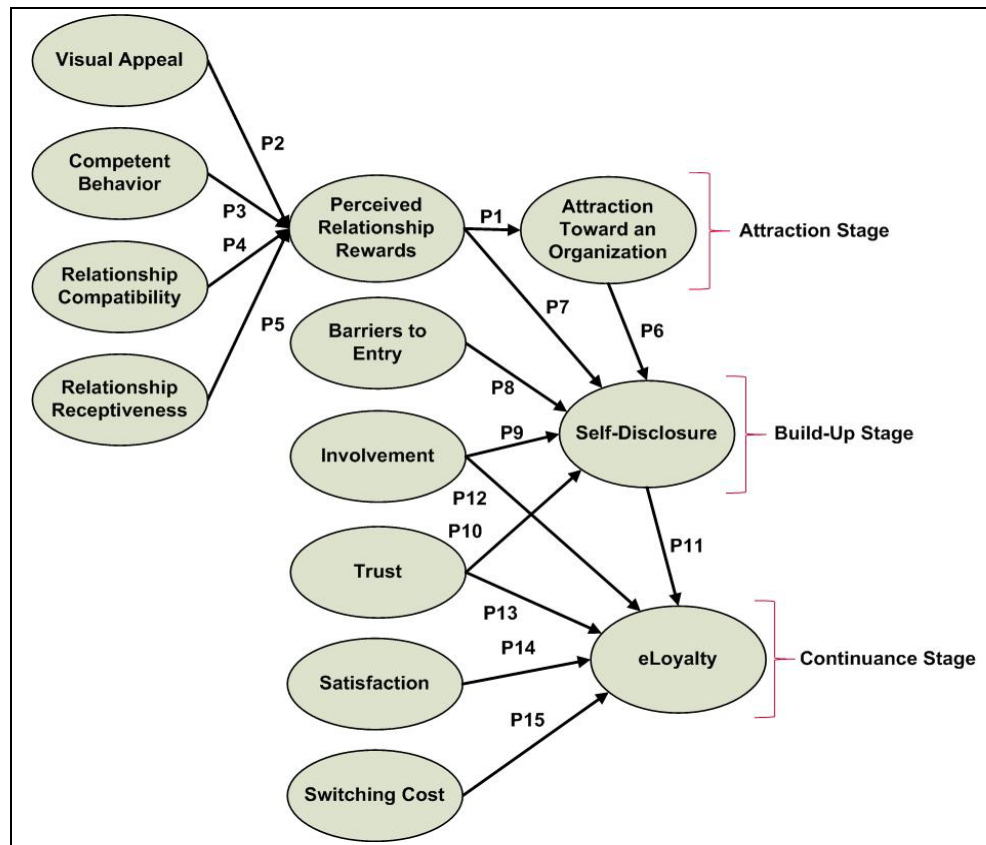 Visual Appeal
P2
Competent
Behavior
P3
Perceived
Relationship
Rewards
P1
Attraction
Toward an
Organization
Attraction Stage
P4
Relationship
Compatibility
P5
P7
P6
Barriers to
Entry
Relationship
Receptiveness
P8
Self-Disclosure
Build-Up Stage
P9
Involvement
P12
P10
P11
Trust
P13
P14
eLoyalty
Continuance Stage
Satisfaction
P15
Switching Cost